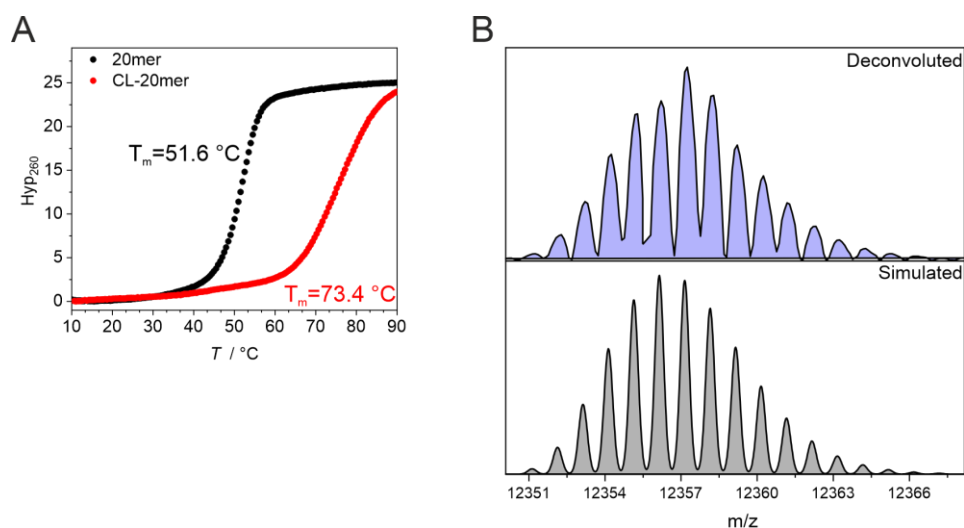 A
20mer
CL-20mer
25
20
15
10
5
0
Hyp260
Tm=51.6 °C
Tm=73.4 °C
10 20 30 40 50 60 70 80 90
T / °C
B
Deconvoluted
Simulated
12351 12354 12357 12360 12363 12366
m/z